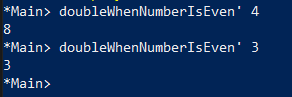 *Main> doubleWhenNumberIsEven' 4
8
*Main> doubleWhenNumberIsEven' 3
3
*Main>